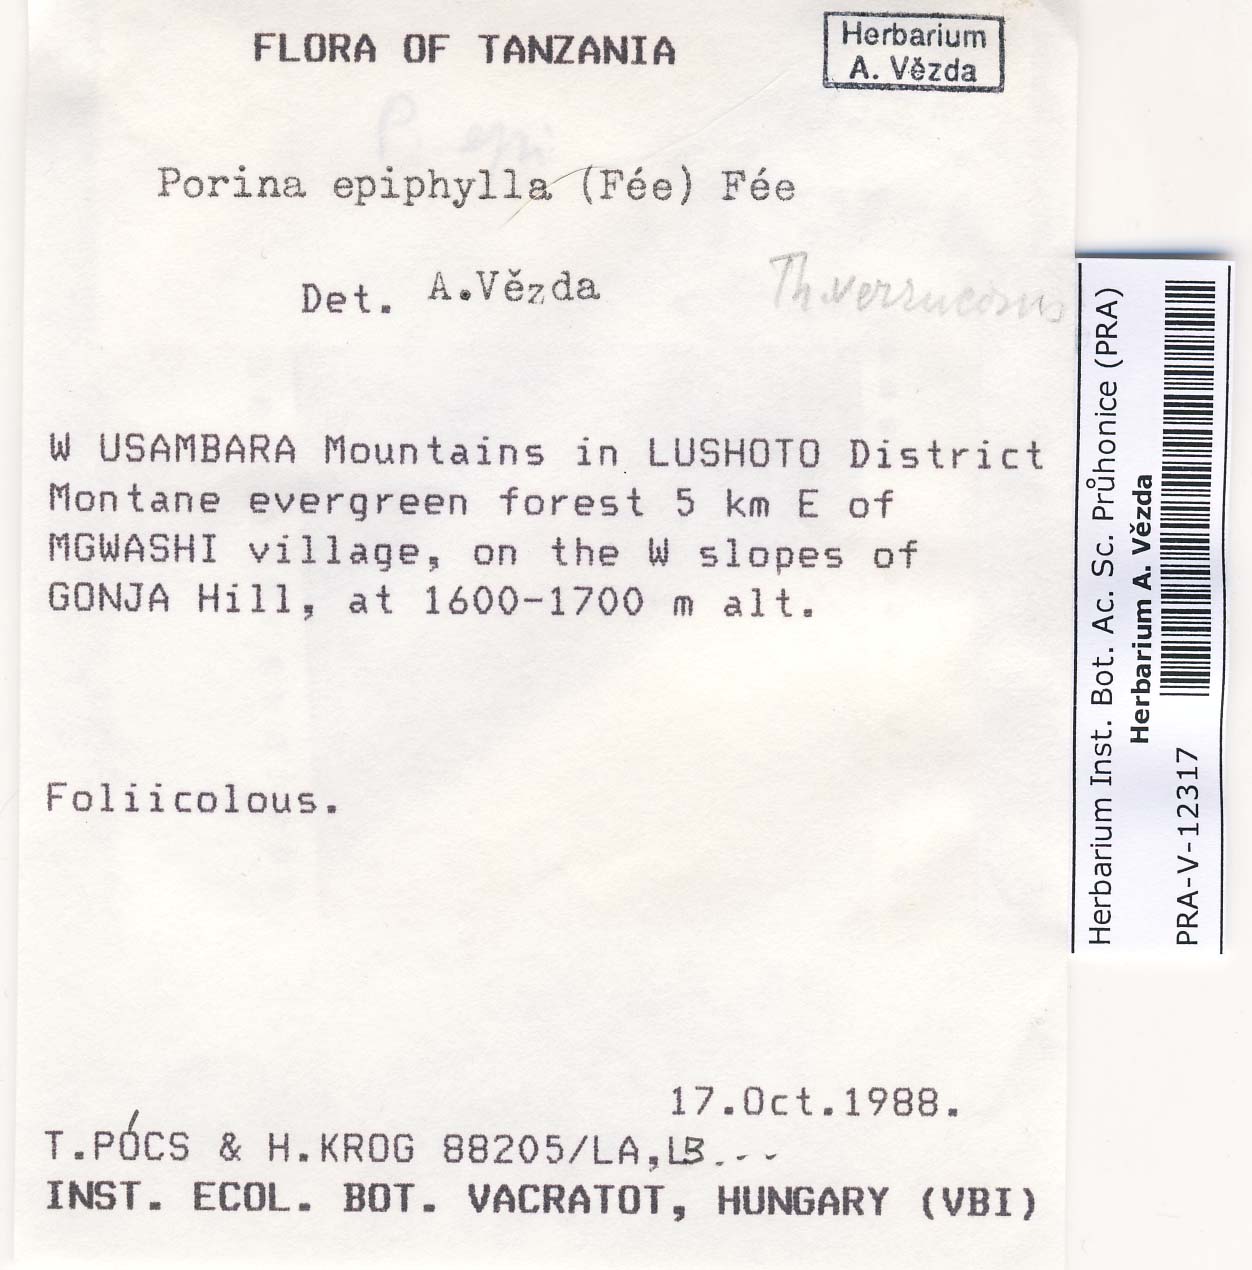 FLORA OF TANZANIA
Herbarium
A. Vězda
P. epi
Porina epiphylla (Fée) Fée
Det. A.Vězda
Th. verrucosus
W USAMBARA Mountains in LUSHOTO District
Montane evergreen forest 5 km E of
MGWASHI village, on the W slopes of
GONJA Hill, at 1600-1700 m alt.
Foliicolous.
17.Oct.1988.
T.PÓCS & H.KROG 88205/LA,LB...
INST. ECOL. BOT. VACRATOT, HUNGARY (VBI)
Herbarium Inst. Bot. Ac. Sc. Průhonice (PRA)
Herbarium A. Vězda
PRA-V-12317